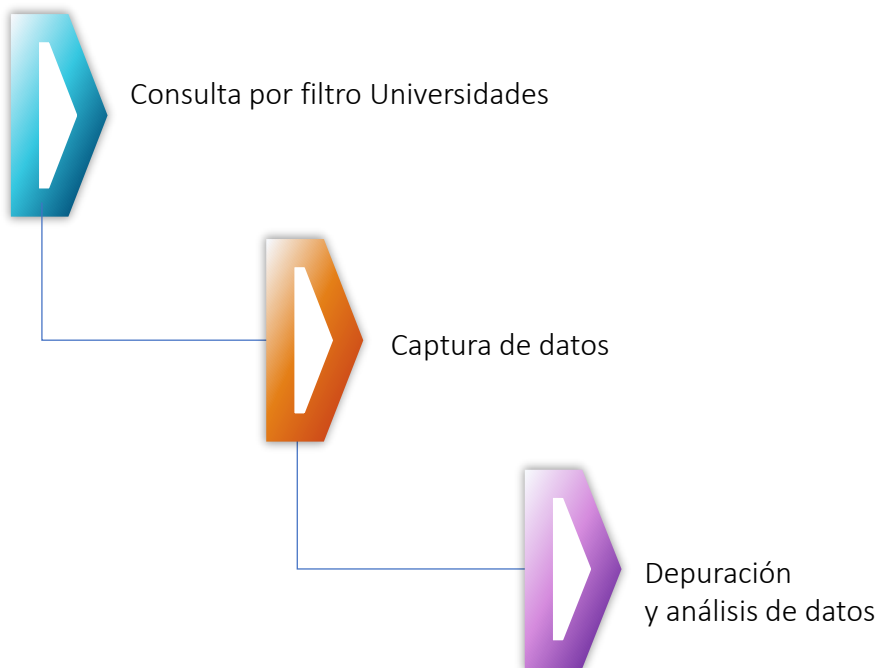 Consulta por filtro Universidades
Captura de datos
Depuración
y análisis de datos